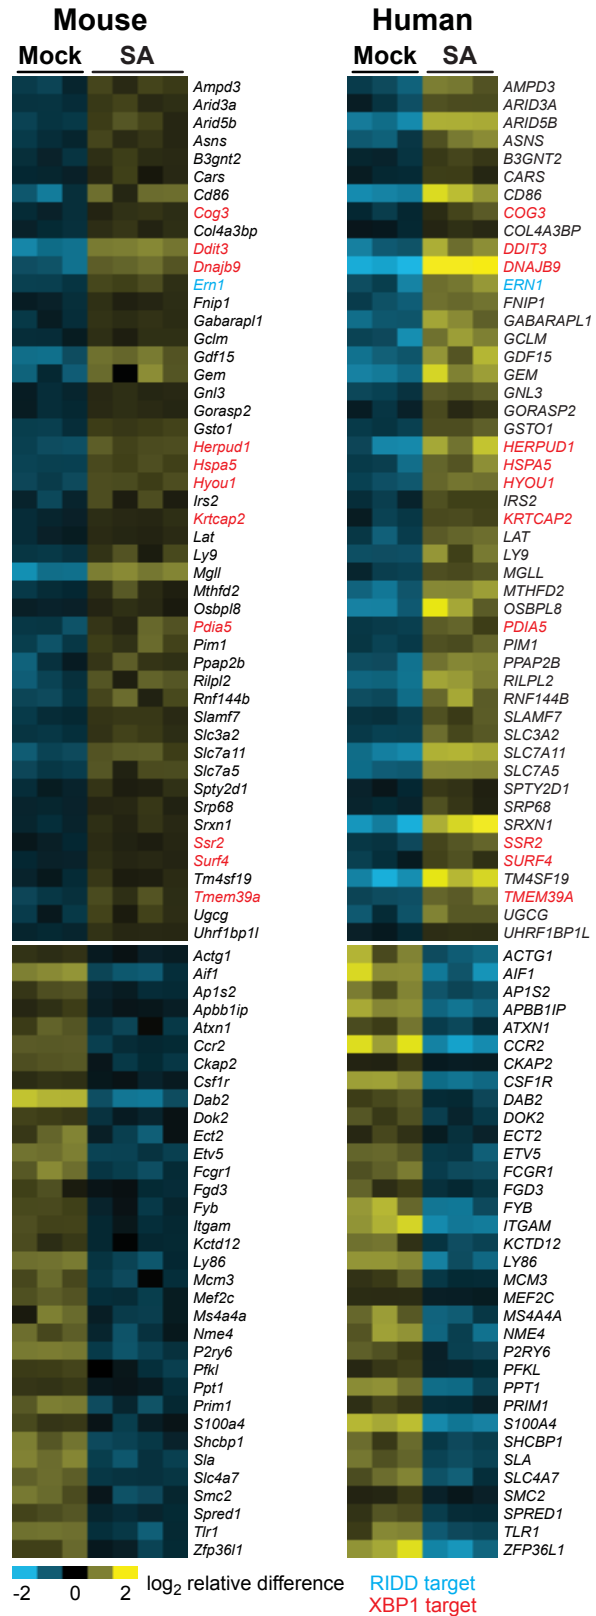 Mouse Human
Mock SA Mock SA
Ampd3 AMPD3
Arid3a ARID3A
Arid5b ARID5B
Asns ASNS
B3gnt2 B3GNT2
Cars CARS
Cd86 CD86
Cog3 COG3
Col4a3bp COL4A3BP
Ddit3 DDIT3
Dnajb9 DNAJB9
Ern1 ERN1
Fnip1 FNIP1
Gabarapl1 GABARAPL1
Gclm GCLM
Gdf15 GDF15
Gem GEM
Gnl3 GNL3
Gorasp2 GORASP2
Gsto1 GSTO1
Herpud1 HERPUD1
Hspa5 HSPA5
Hyou1 HYOU1
Irs2 IRS2
Krtcap2 KRTCAP2
Lat LAT
Ly9 LY9
Mgll MGLL
Mthfd2 MTHFD2
Osbpl8 OSBPL8
Pdia5 PDIA5
Pim1 PIM1
Ppap2b PPAP2B
Rilpl2 RILPL2
Rnf144b RNF144B
Slamf7 SLAMF7
Slc3a2 SLC3A2
Slc7a11 SLC7A11
Slc7a5 SLC7A5
Spty2d1 SPTY2D1
Srp68 SRP68
Srxn1 SRXN1
Ssr2 SSR2
Surf4 SURF4
Tm4sf19 TM4SF19
Tmem39a TMEM39A
Ugcg UGCG
Uhrf1bp1l UHRF1BP1L
Actg1 ACTG1
Aif1 AIF1
Ap1s2 AP1S2
Apbb1ip APBB1IP
Atxn1 ATXN1
Ccr2 CCR2
Ckap2 CKAP2
Csf1r CSF1R
Dab2 DAB2
Dok2 DOK2
Ect2 ECT2
Etv5 ETV5
Fcgr1 FCGR1
Fgd3 FGD3
Fyb FYB
Itgam ITGAM
Kctd12 KCTD12
Ly86 LY86
Mcm3 MCM3
Mef2c MEF2C
Ms4a4a MS4A4A
Nme4 NME4
P2ry6 P2RY6
Pfkl PFKL
Ppt1 PPT1
Prim1 PRIM1
S100a4 S100A4
Shcbp1 SHCBP1
Sla SLA
Slc4a7 SLC4A7
Smc2 SMC2
Spred1 SPRED1
Tlr1 TLR1
Zfp36l1 ZFP36L1
-2 0 2 log2 relative difference RIDD target
XBP1 target